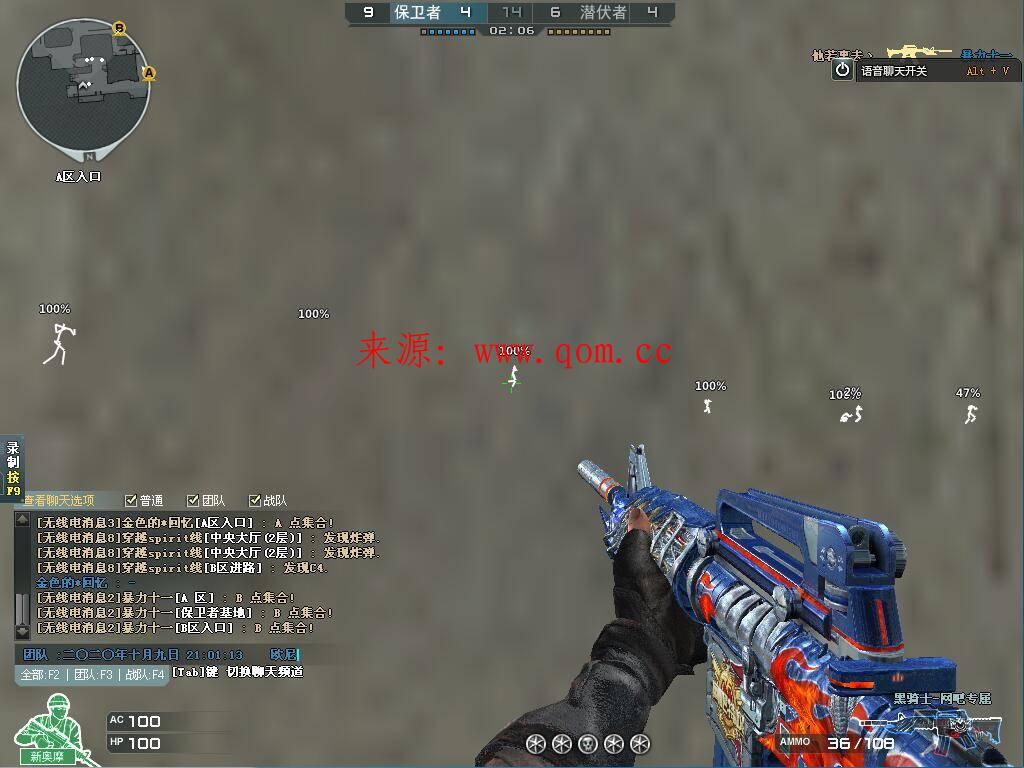 9 保卫者 4 14 6 潜伏者 4
02:06
B
A
N
A区入口
暴力十一
语音聊天开关 Alt + V
100%
100%
100%
来源: www.qom.cc
100%
2%
47%
录制按F9
查看聊天选项 普通 团队 战队
[无线电消息3]金色的*回忆[A区入口] : A 点集合!
[无线电消息8]穿越spirit线[中央大厅(2层)] : 发现炸弹.
[无线电消息8]穿越spirit线[中央大厅(2层)] : 发现炸弹.
[无线电消息8]穿越spirit线[B区进路] : 发现C4.
金色的*回忆 : -
[无线电消息2]暴力十一[A 区] : B 点集合!
[无线电消息2]暴力十一[保卫者基地] : B 点集合!
[无线电消息2]暴力十一[B区入口] : B 点集合!
团队 :二〇二〇年十月九日 21:01:13 欧尼
全部:F2 | 团队:F3 | 战队:F4 [Tab]键 切换聊天频道
黑骑士-网吧专属
AC 100
HP 100
新奥摩
AMMO 36/108